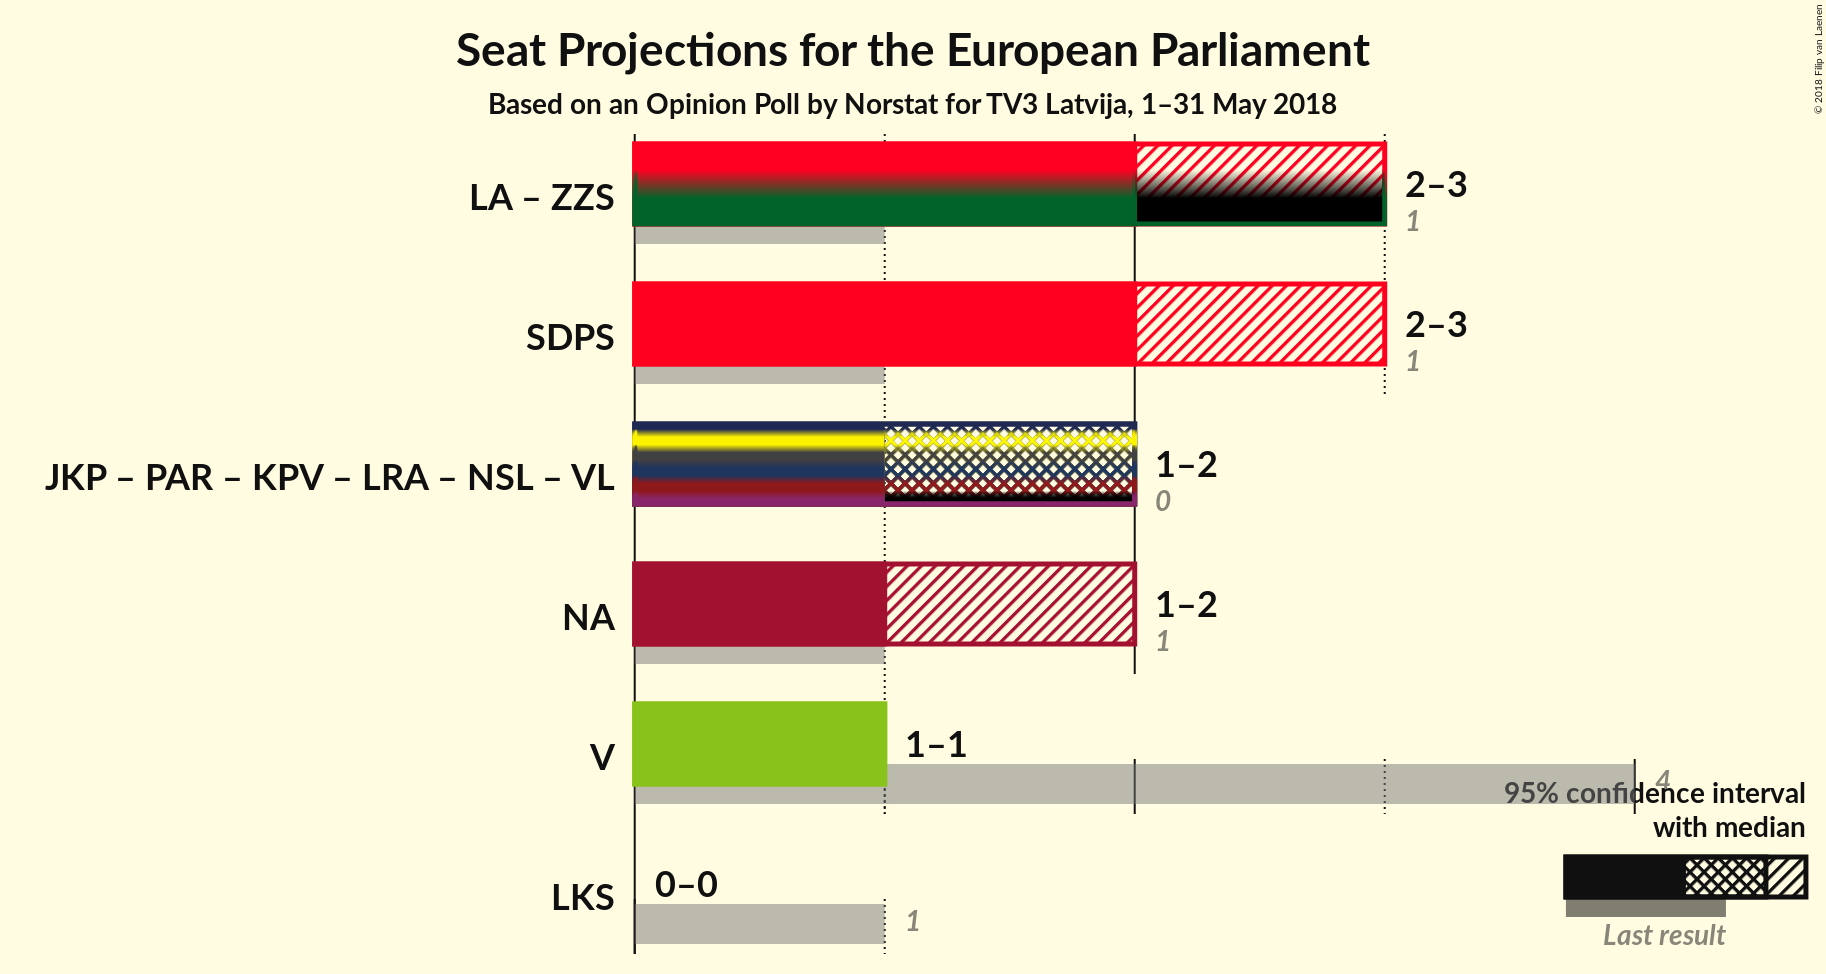 Seat Projections for the European Parliament
Based on an Opinion Poll by Norstat for TV3 Latvija, 1–31 May 2018
© 2018 Filip van Laenen
LA – ZZS
2–3
1
SDPS
2–3
1
JKP – PAR – KPV – LRA – NSL – VL
1–2
0
NA
1–2
1
V
1–1
4
LKS
0–0
1
95% confidence interval
with median
Last result